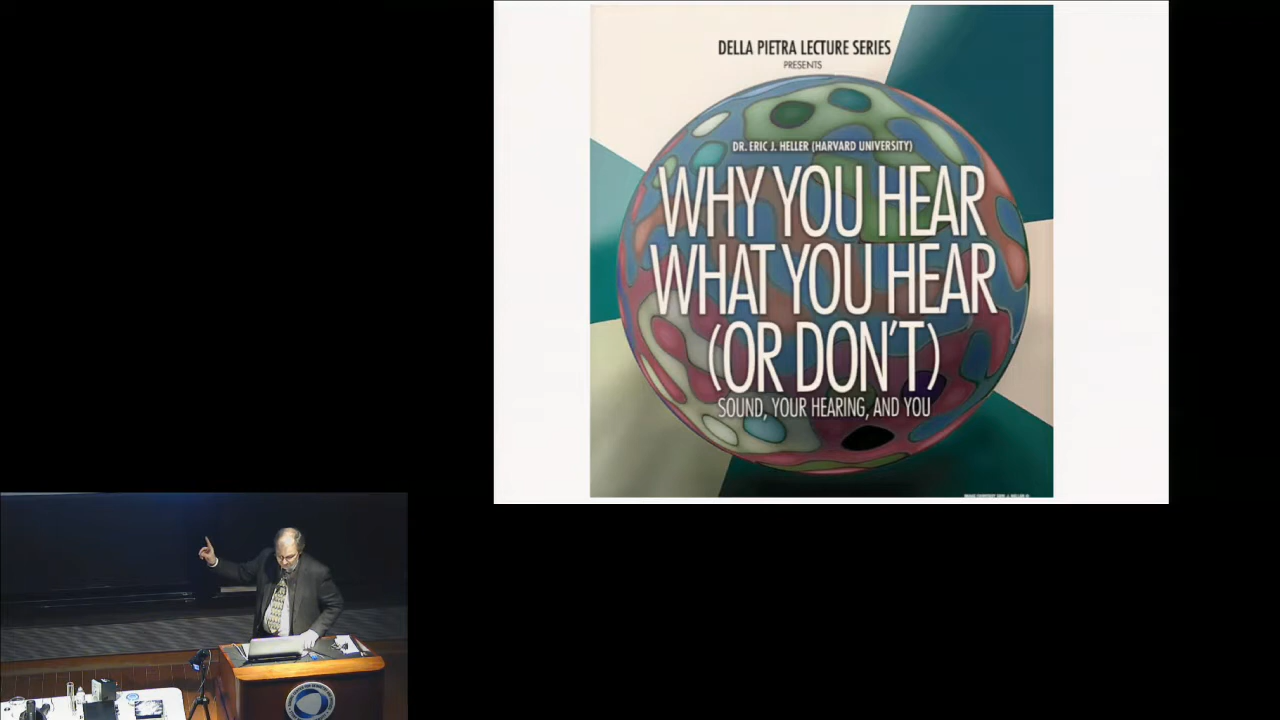 DELLA PIETRA LECTURE SERIES
PRESENTS
DR. ERIC J. HELLER (HARVARD UNIVERSITY)
WHY YOU HEAR
WHAT YOU HEAR
(OR DON'T)
SOUND, YOUR HEARING, AND YOU